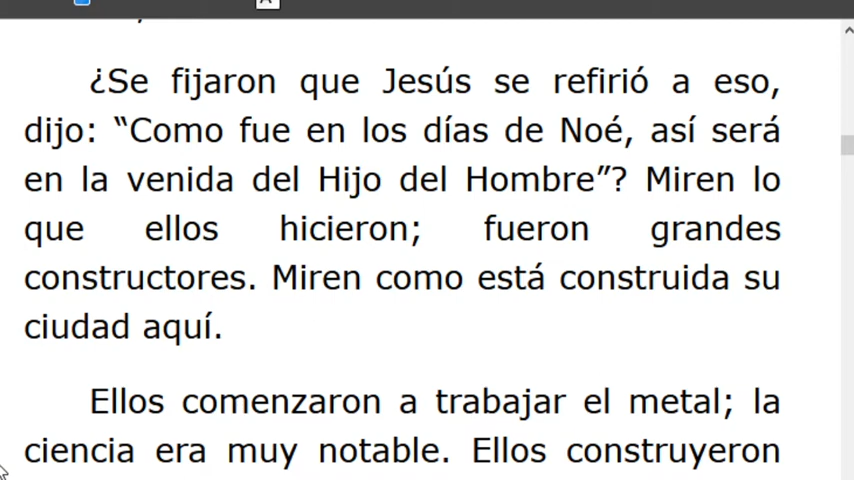 ¿Se fijaron que Jesús se refirió a eso,
dijo: “Como fue en los días de Noé, así será
en la venida del Hijo del Hombre”? Miren lo
que ellos hicieron; fueron grandes
constructores. Miren como está construida su
ciudad aquí.
Ellos comenzaron a trabajar el metal; la
ciencia era muy notable. Ellos construyeron